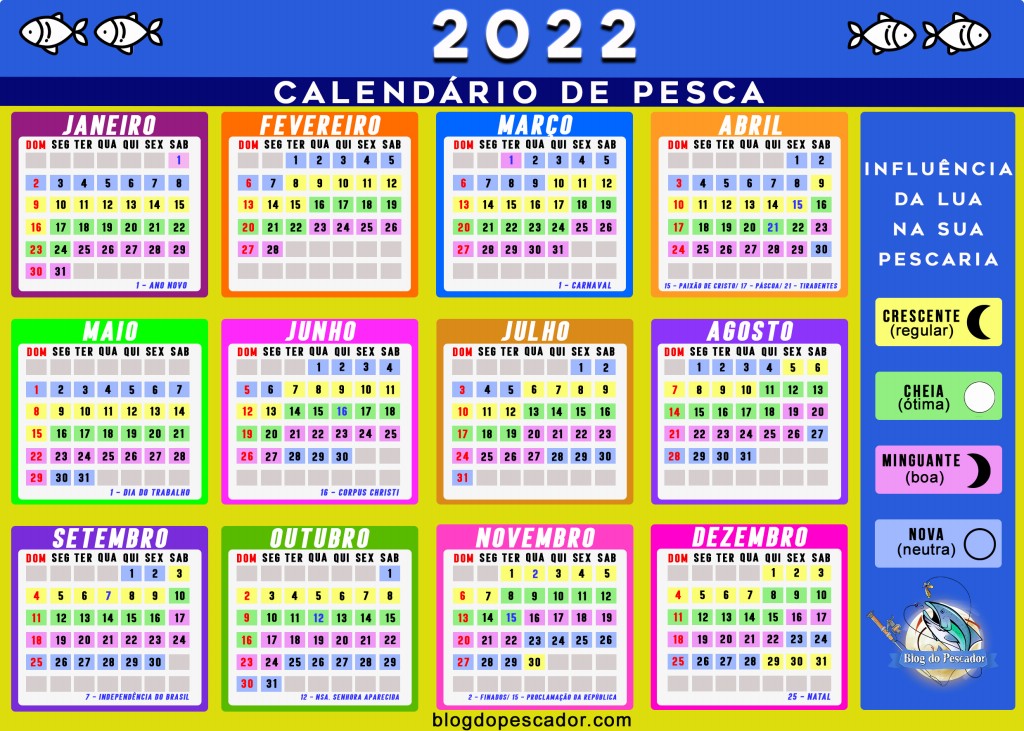 2022
CALENDÁRIO DE PESCA
JANEIRO
DOM SEG TER QUA QUI SEX SAB
1
2 3 4 5 6 7 8
9 10 11 12 13 14 15
16 17 18 19 20 21 22
23 24 25 26 27 28 29
30 31
1 - ANO NOVO
FEVEREIRO
DOM SEG TER QUA QUI SEX SAB
1 2 3 4 5
6 7 8 9 10 11 12
13 14 15 16 17 18 19
20 21 22 23 24 25 26
27 28
MARÇO
DOM SEG TER QUA QUI SEX SAB
1 2 3 4 5
6 7 8 9 10 11 12
13 14 15 16 17 18 19
20 21 22 23 24 25 26
27 28 29 30 31
1 - CARNAVAL
ABRIL
DOM SEG TER QUA QUI SEX SAB
1 2
3 4 5 6 7 8 9
10 11 12 13 14 15 16
17 18 19 20 21 22 23
24 25 26 27 28 29 30
15 - PAIXÃO DE CRISTO/ 17 - PÁSCOA/ 21 - TIRADENTES
MAIO
DOM SEG TER QUA QUI SEX SAB
1 2 3 4 5 6 7
8 9 10 11 12 13 14
15 16 17 18 19 20 21
22 23 24 25 26 27 28
29 30 31
1 - DIA DO TRABALHO
JUNHO
DOM SEG TER QUA QUI SEX SAB
1 2 3 4
5 6 7 8 9 10 11
12 13 14 15 16 17 18
19 20 21 22 23 24 25
26 27 28 29 30
16 - CORPUS CHRISTI
JULHO
DOM SEG TER QUA QUI SEX SAB
1 2
3 4 5 6 7 8 9
10 11 12 13 14 15 16
17 18 19 20 21 22 23
24 25 26 27 28 29 30
31
AGOSTO
DOM SEG TER QUA QUI SEX SAB
1 2 3 4 5 6
7 8 9 10 11 12 13
14 15 16 17 18 19 20
21 22 23 24 25 26 27
28 29 30 31
SETEMBRO
DOM SEG TER QUA QUI SEX SAB
1 2 3
4 5 6 7 8 9 10
11 12 13 14 15 16 17
18 19 20 21 22 23 24
25 26 27 28 29 30
7 - INDEPENDÊNCIA DO BRASIL
OUTUBRO
DOM SEG TER QUA QUI SEX SAB
1
2 3 4 5 6 7 8
9 10 11 12 13 14 15
16 17 18 19 20 21 22
23 24 25 26 27 28 29
30 31
12 - NSA. SENHORA APARECIDA
NOVEMBRO
DOM SEG TER QUA QUI SEX SAB
1 2 3 4 5
6 7 8 9 10 11 12
13 14 15 16 17 18 19
20 21 22 23 24 25 26
27 28 29 30
2 - FINADOS/ 15 - PROCLAMAÇÃO DA REPÚBLICA
DEZEMBRO
DOM SEG TER QUA QUI SEX SAB
1 2 3
4 5 6 7 8 9 10
11 12 13 14 15 16 17
18 19 20 21 22 23 24
25 26 27 28 29 30 31
25 - NATAL
INFLUÊNCIA
DA LUA
NA SUA
PESCARIA
CRESCENTE
(regular)
CHEIA
(ótima)
MINGUANTE
(boa)
NOVA
(neutra)
Blog do Pescador
blogdopescador.com